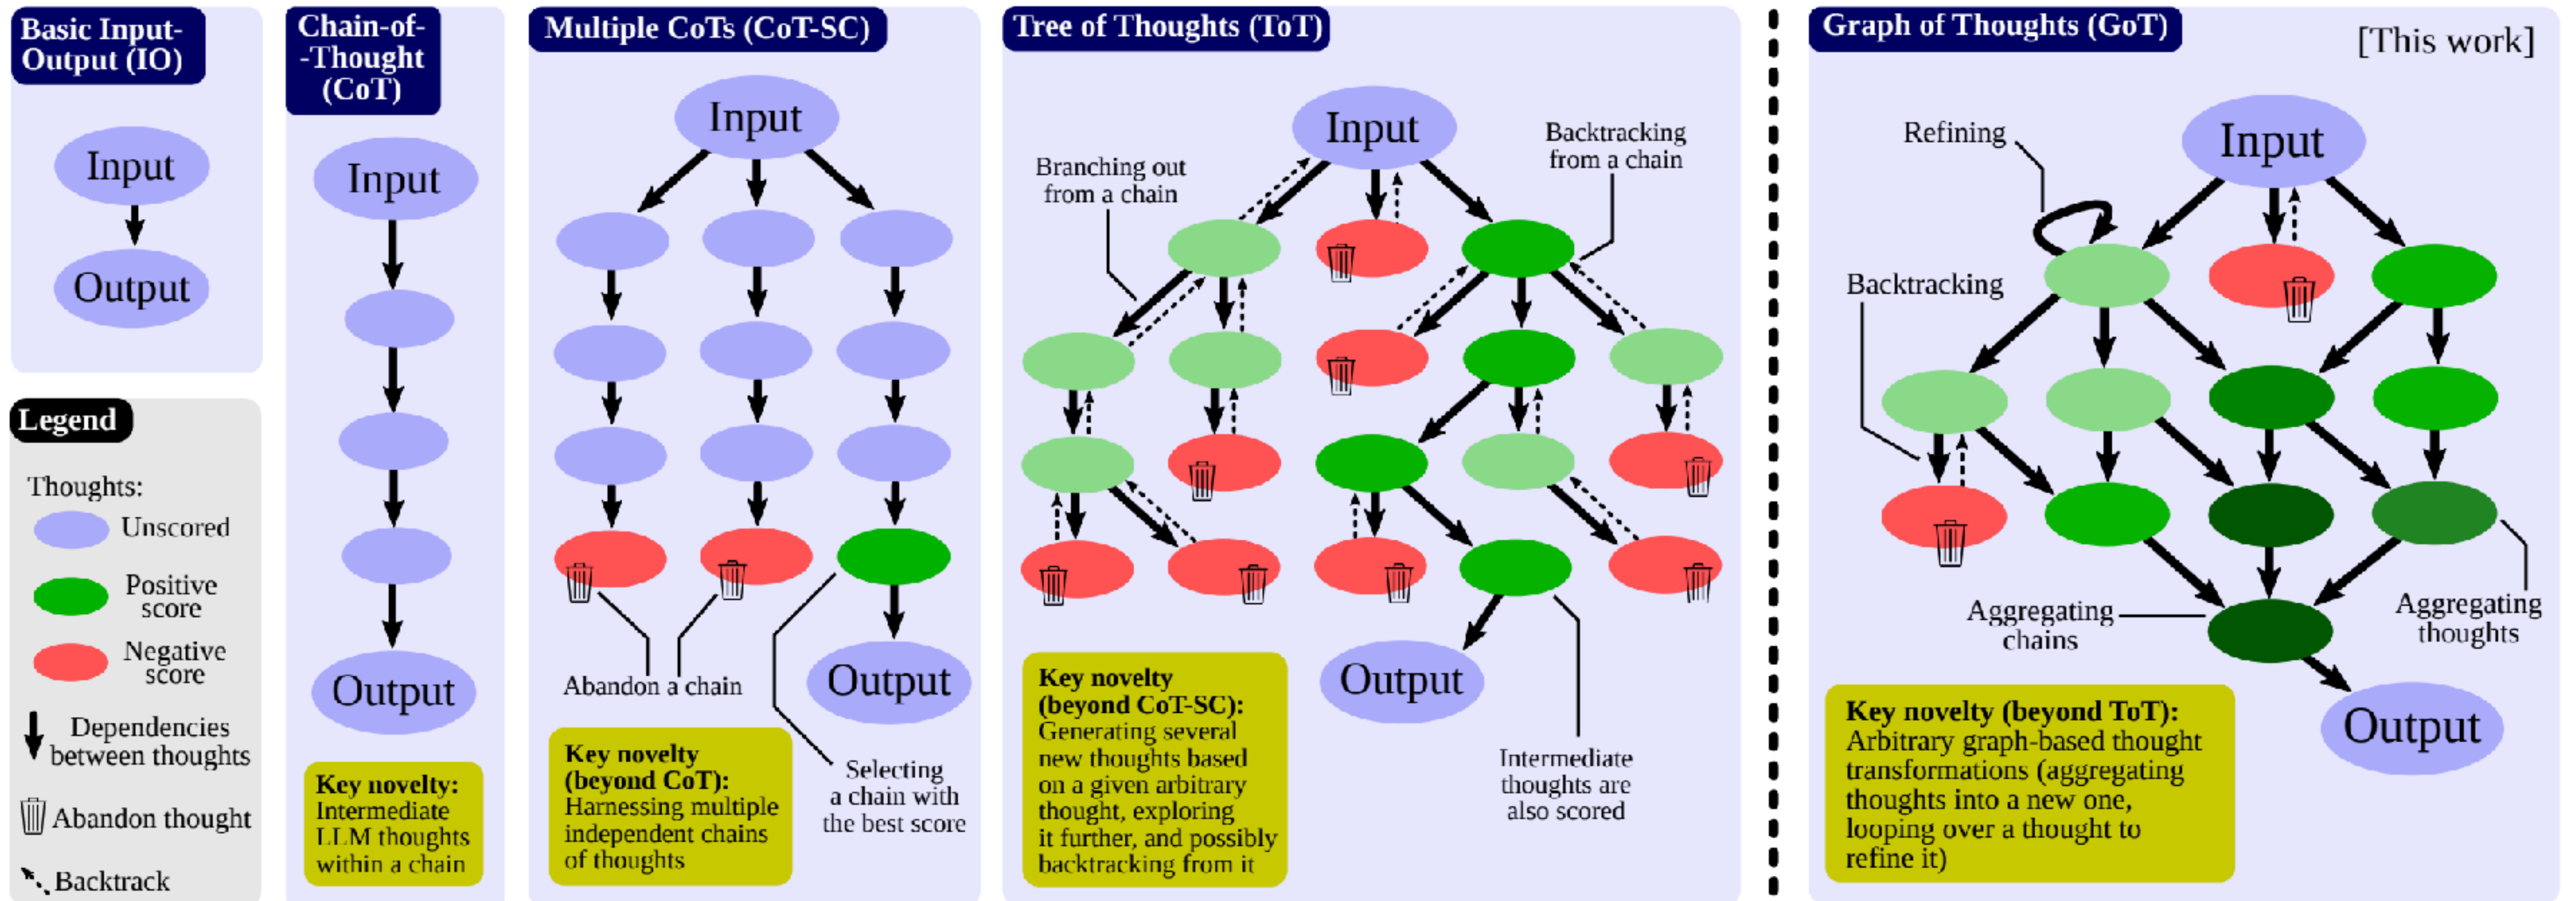 Basic Input-
Output (IO)
Input
Output
Legend
Thoughts:
Unscored
Positive
score
Negative
score
Dependencies
between thoughts
Abandon thought
Backtrack
Chain-of-
-Thought
(CoT)
Input
Output
Key novelty:
Intermediate
LLM thoughts
within a chain
Multiple CoTs (CoT-SC)
Input
Abandon a chain
Output
Key novelty
(beyond CoT):
Harnessing multiple
independent chains
of thoughts
Selecting
a chain with
the best score
Tree of Thoughts (ToT)
Input
Branching out
from a chain
Backtracking
from a chain
Key novelty
(beyond CoT-SC):
Generating several
new thoughts based
on a given arbitrary
thought, exploring
it further, and possibly
backtracking from it
Output
Intermediate
thoughts are
also scored
Graph of Thoughts (GoT)
[This work]
Refining
Input
Backtracking
Aggregating
chains
Aggregating
thoughts
Key novelty (beyond ToT):
Arbitrary graph-based thought
transformations (aggregating
thoughts into a new one,
looping over a thought to
refine it)
Output